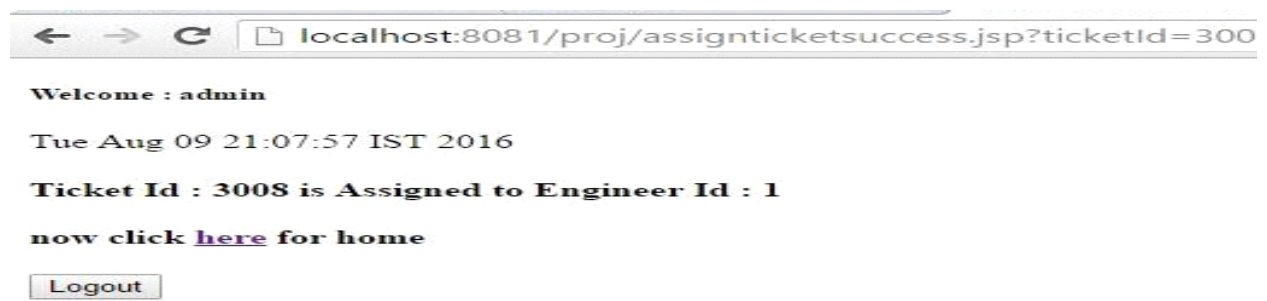 localhost:8081/proj/assignticketsuccess.jsp?ticketId=300
Welcome : admin
Tue Aug 09 21:07:57 IST 2016
Ticket Id : 3008 is Assigned to Engineer Id : 1
now click here for home
Logout